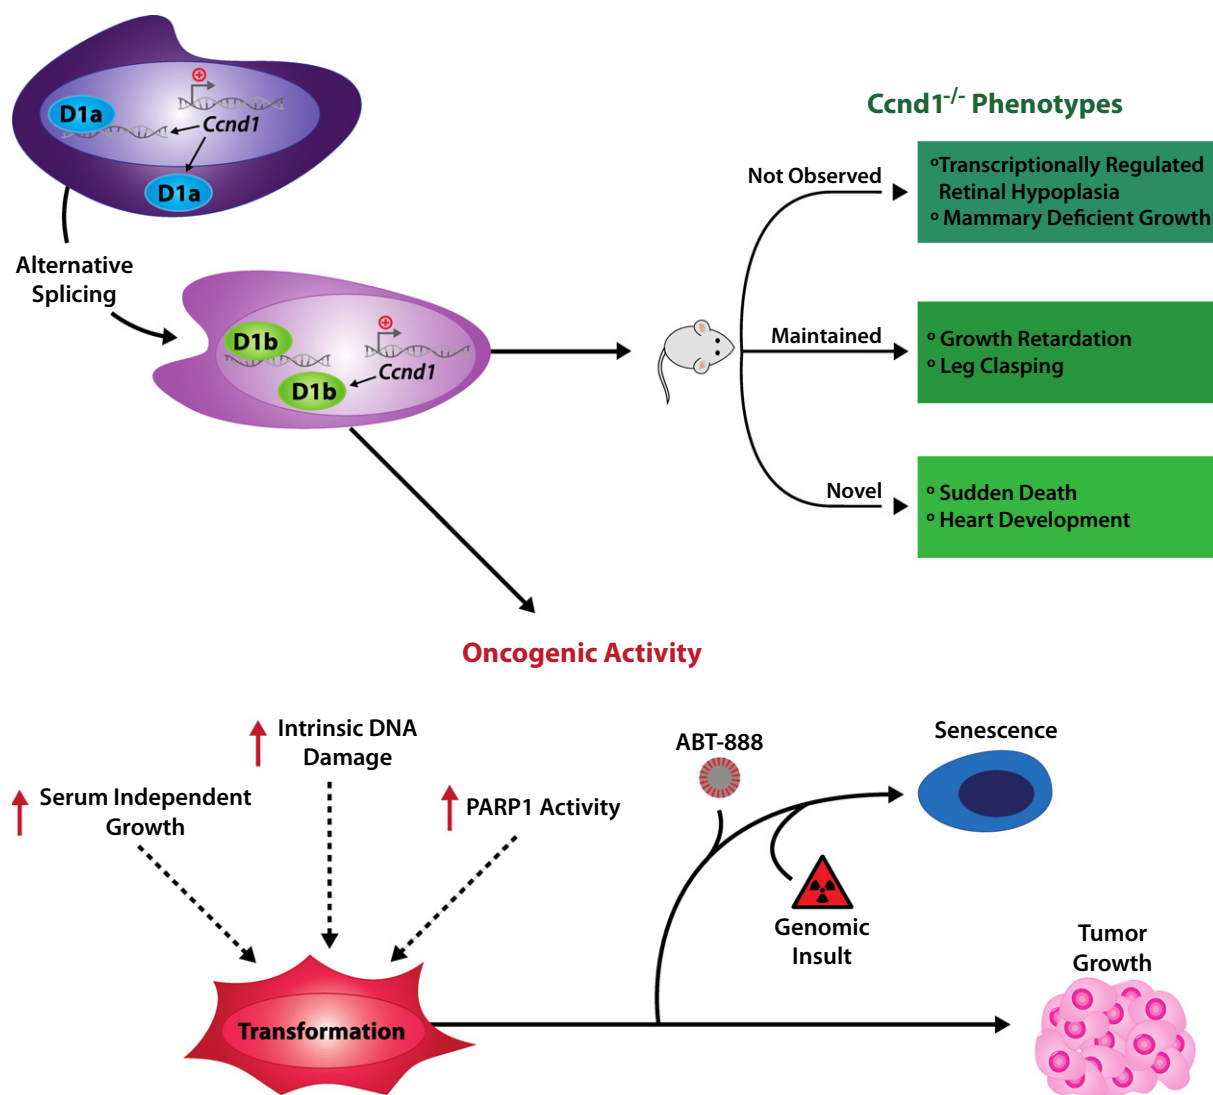 D1a
Ccnd1
D1a
Alternative
Splicing
D1b
Ccnd1
D1b
Ccnd1-/- Phenotypes
Not Observed
ºTranscriptionally Regulated
Retinal Hypoplasia
º Mammary Deficient Growth
Maintained
º Growth Retardation
º Leg Clasping
Novel
º Sudden Death
º Heart Development
Oncogenic Activity
Intrinsic DNA
Damage
Serum Independent
Growth
PARP1 Activity
Transformation
ABT-888
Genomic
Insult
Senescence
Tumor
Growth